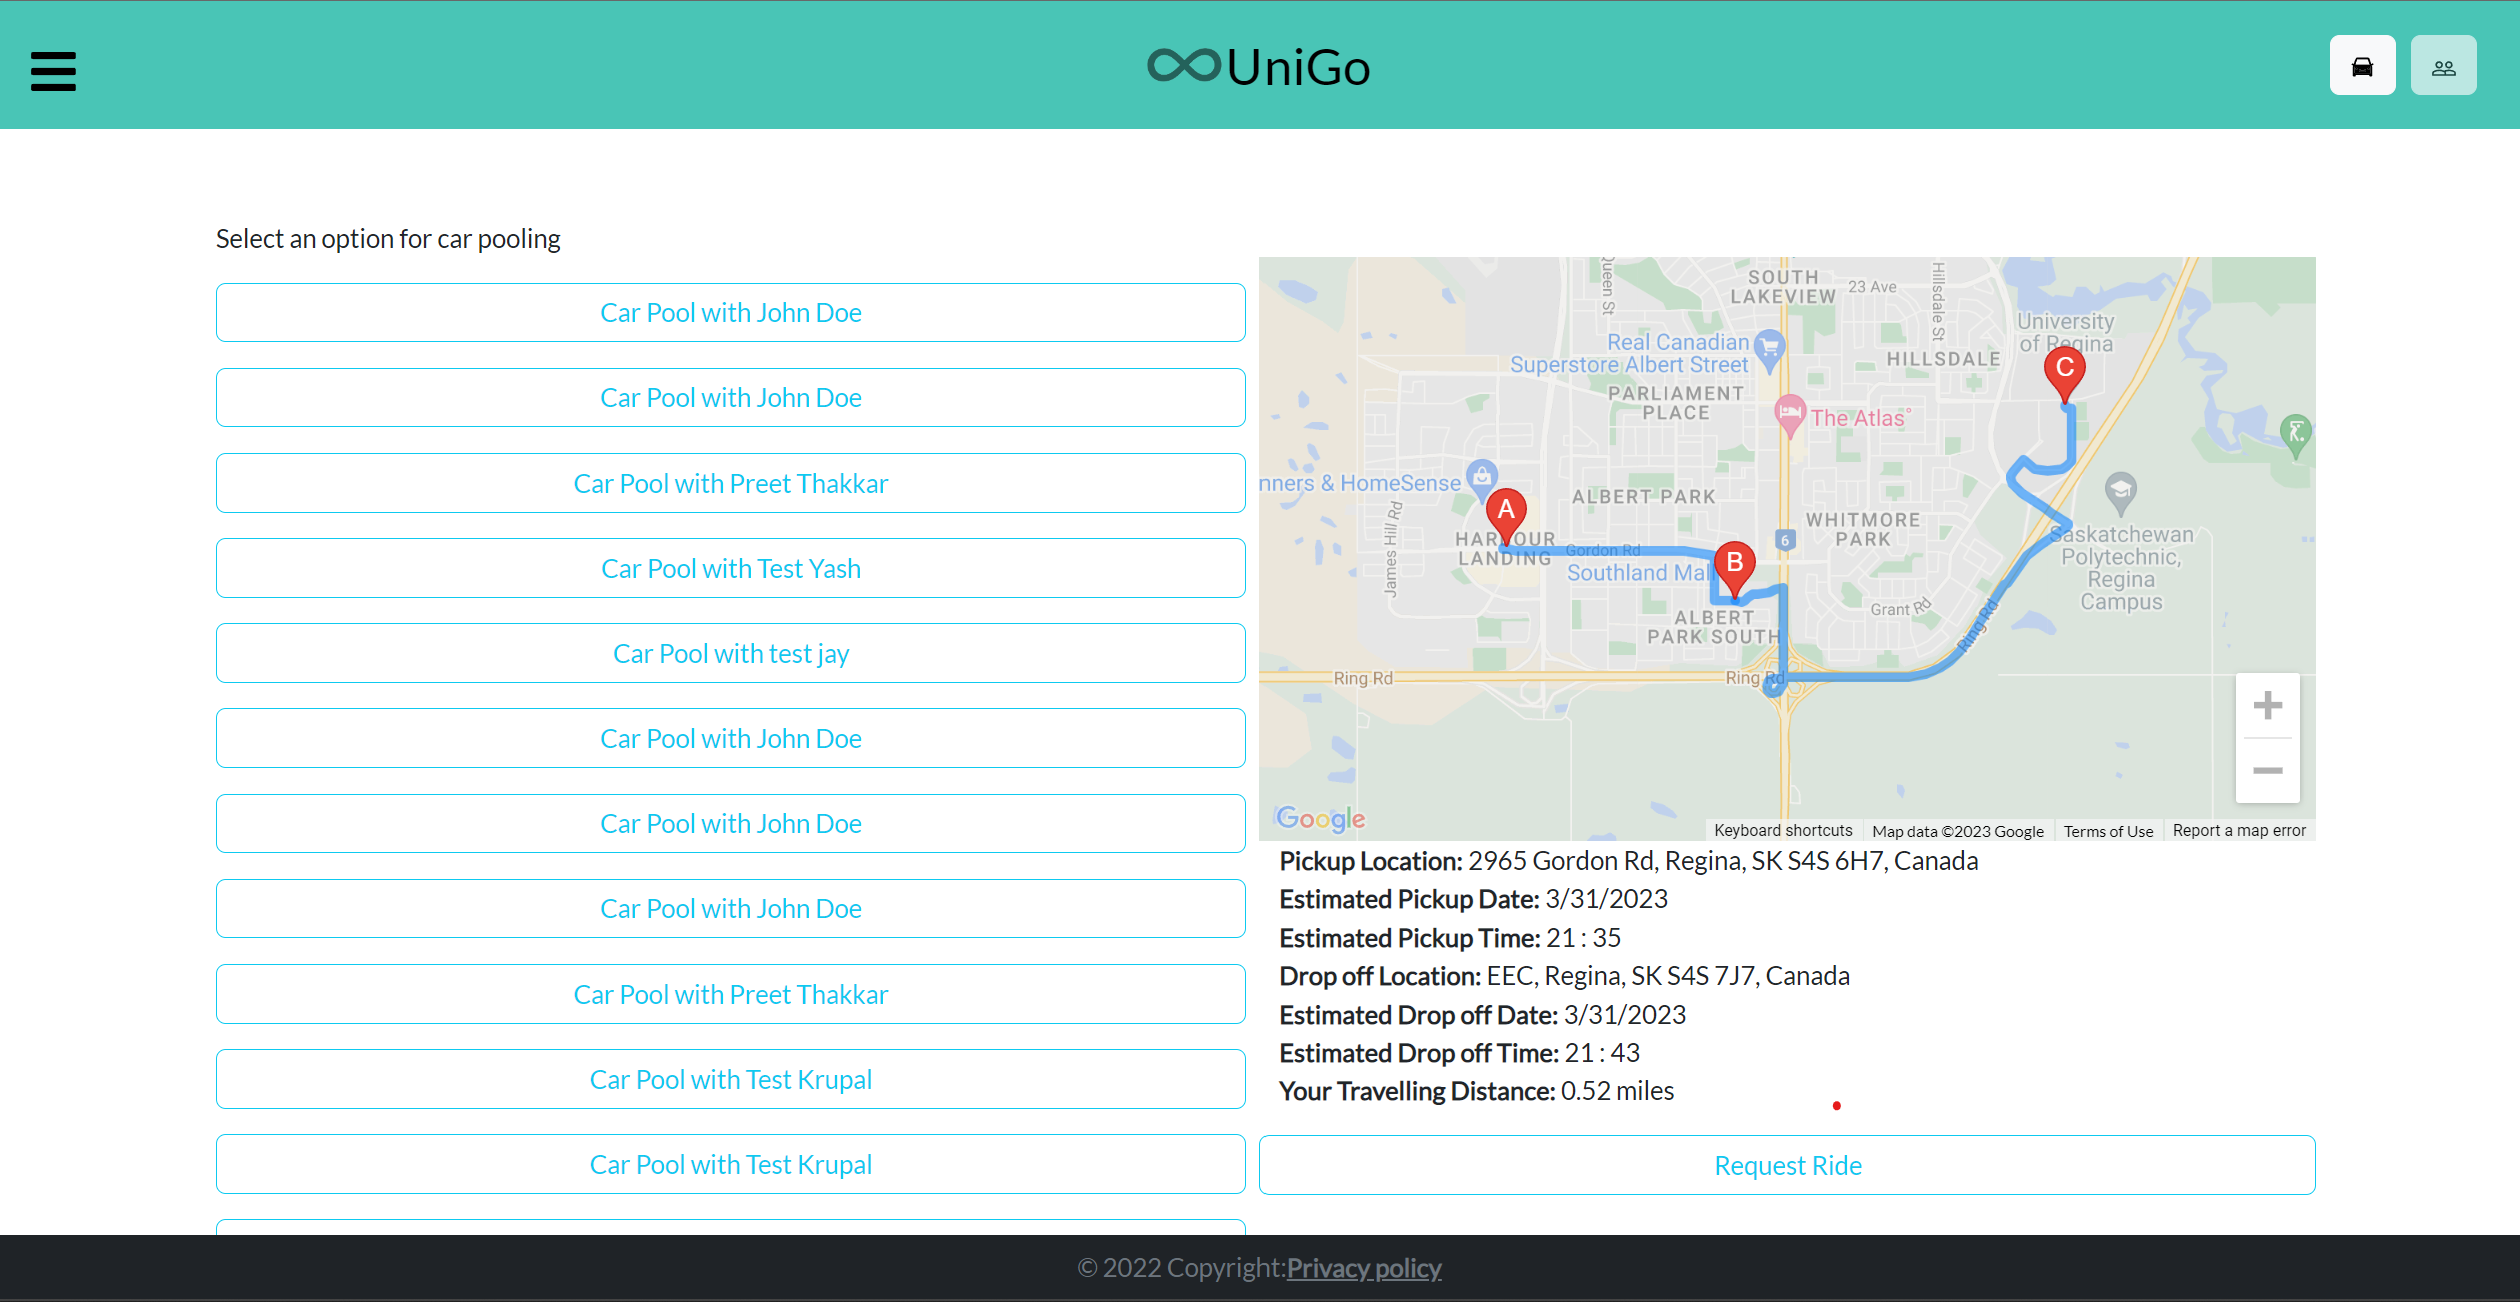 UniGo
Select an option for car pooling
Car Pool with John Doe
Car Pool with John Doe
Car Pool with Preet Thakkar
Car Pool with Test Yash
Car Pool with test jay
Car Pool with John Doe
Car Pool with John Doe
Car Pool with John Doe
Car Pool with Preet Thakkar
Car Pool with Test Krupal
Car Pool with Test Krupal
Queen St
SOUTH
LAKEVIEW
23 Ave
Hillsdale St
University
of Regina
Real Canadian
Superstore Albert Street
HILLSDALE
C
PARLIAMENT
PLACE
The Atlas
nners & HomeSense
ALBERT PARK
A
James Hill Rd
WHITMORE
PARK
HARBOUR
LANDING
Gordon Rd
6
B
Southland Mall
Saskatchewan
Polytechnic,
Regina
Campus
Grant Rd
ALBERT
PARK SOUTH
Ring Rd
Ring Rd
Ring Rd
Google
Keyboard shortcuts
Map data ©2023 Google
Terms of Use
Report a map error
Pickup Location: 2965 Gordon Rd, Regina, SK S4S 6H7, Canada
Estimated Pickup Date: 3/31/2023
Estimated Pickup Time: 21 : 35
Drop off Location: EEC, Regina, SK S4S 7J7, Canada
Estimated Drop off Date: 3/31/2023
Estimated Drop off Time: 21 : 43
Your Travelling Distance: 0.52 miles
Request Ride
© 2022 Copyright:Privacy policy